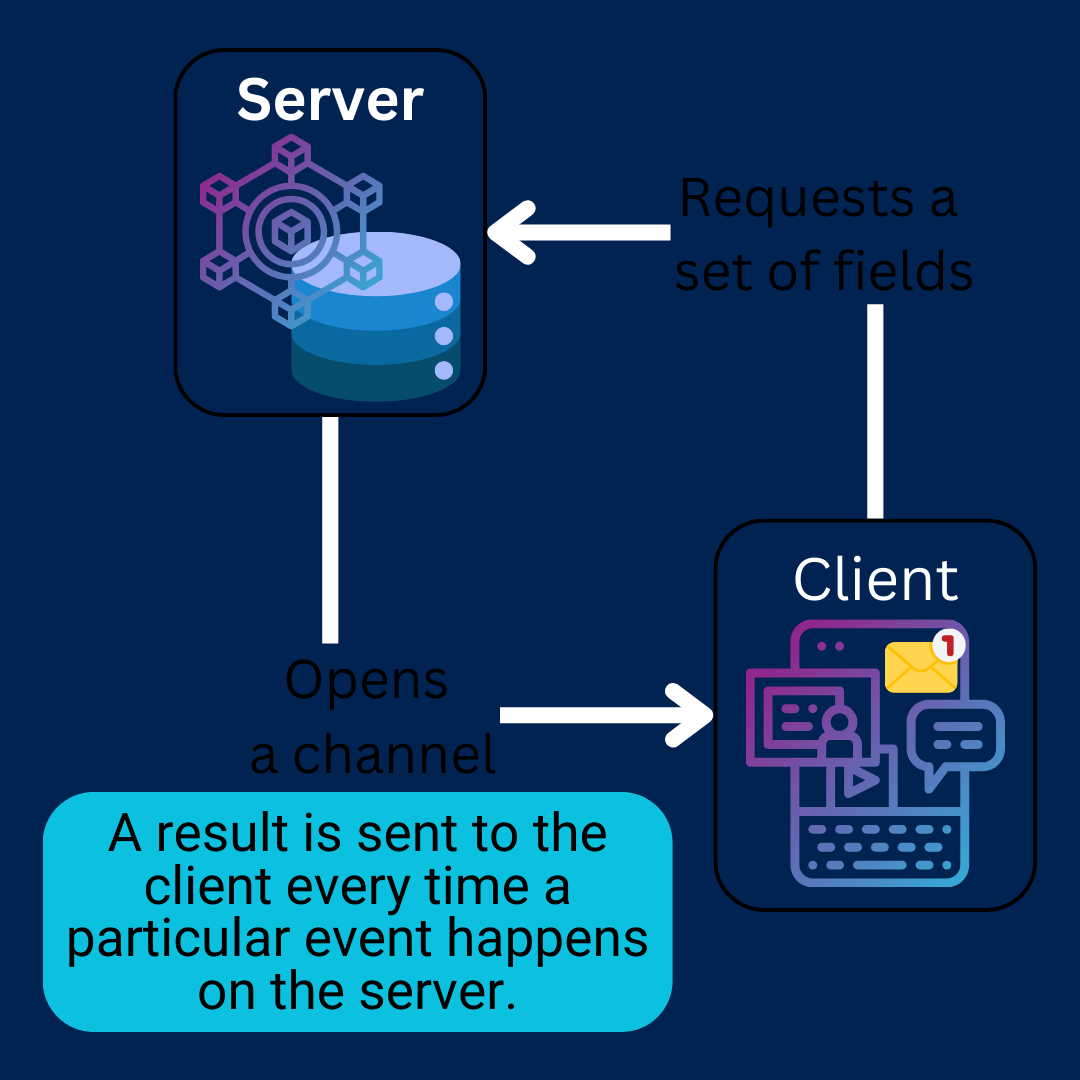 Server
Requests a
set of fields
Client
1
Opens
a channel
A result is sent to the
client every time a
particular event happens
on the server.